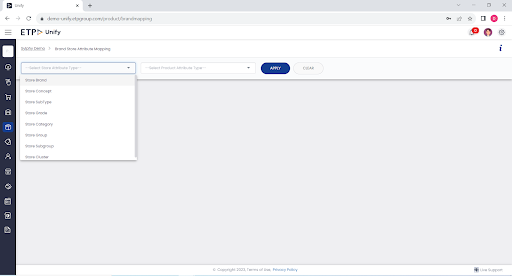 Unify
demo-unify.etpgroup.com/product/brandmapping
ETP Unify
Supply Demo > Brand Store Attribute Mapping
-- Select Store Attribute Type -- -- Select Product Attribute Type -- APPLY CLEAR
Store Brand
Store Concept
Store SubType
Store Grade
Store Category
Store Group
Store Subgroup
Store Cluster
© Copyright 2023, Terms of Use. Privacy Policy
Live Support